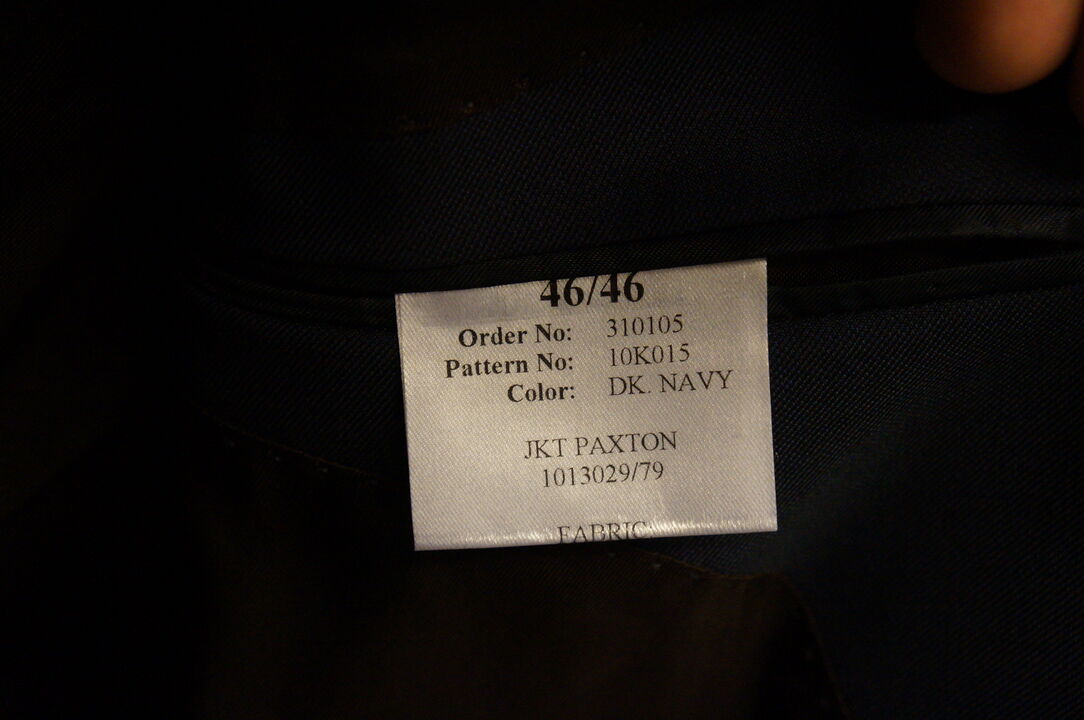 46/46
Order No: 310105
Pattern No: 10K015
Color: DK. NAVY
JKT PAXTON
1013029/79
FABRIC